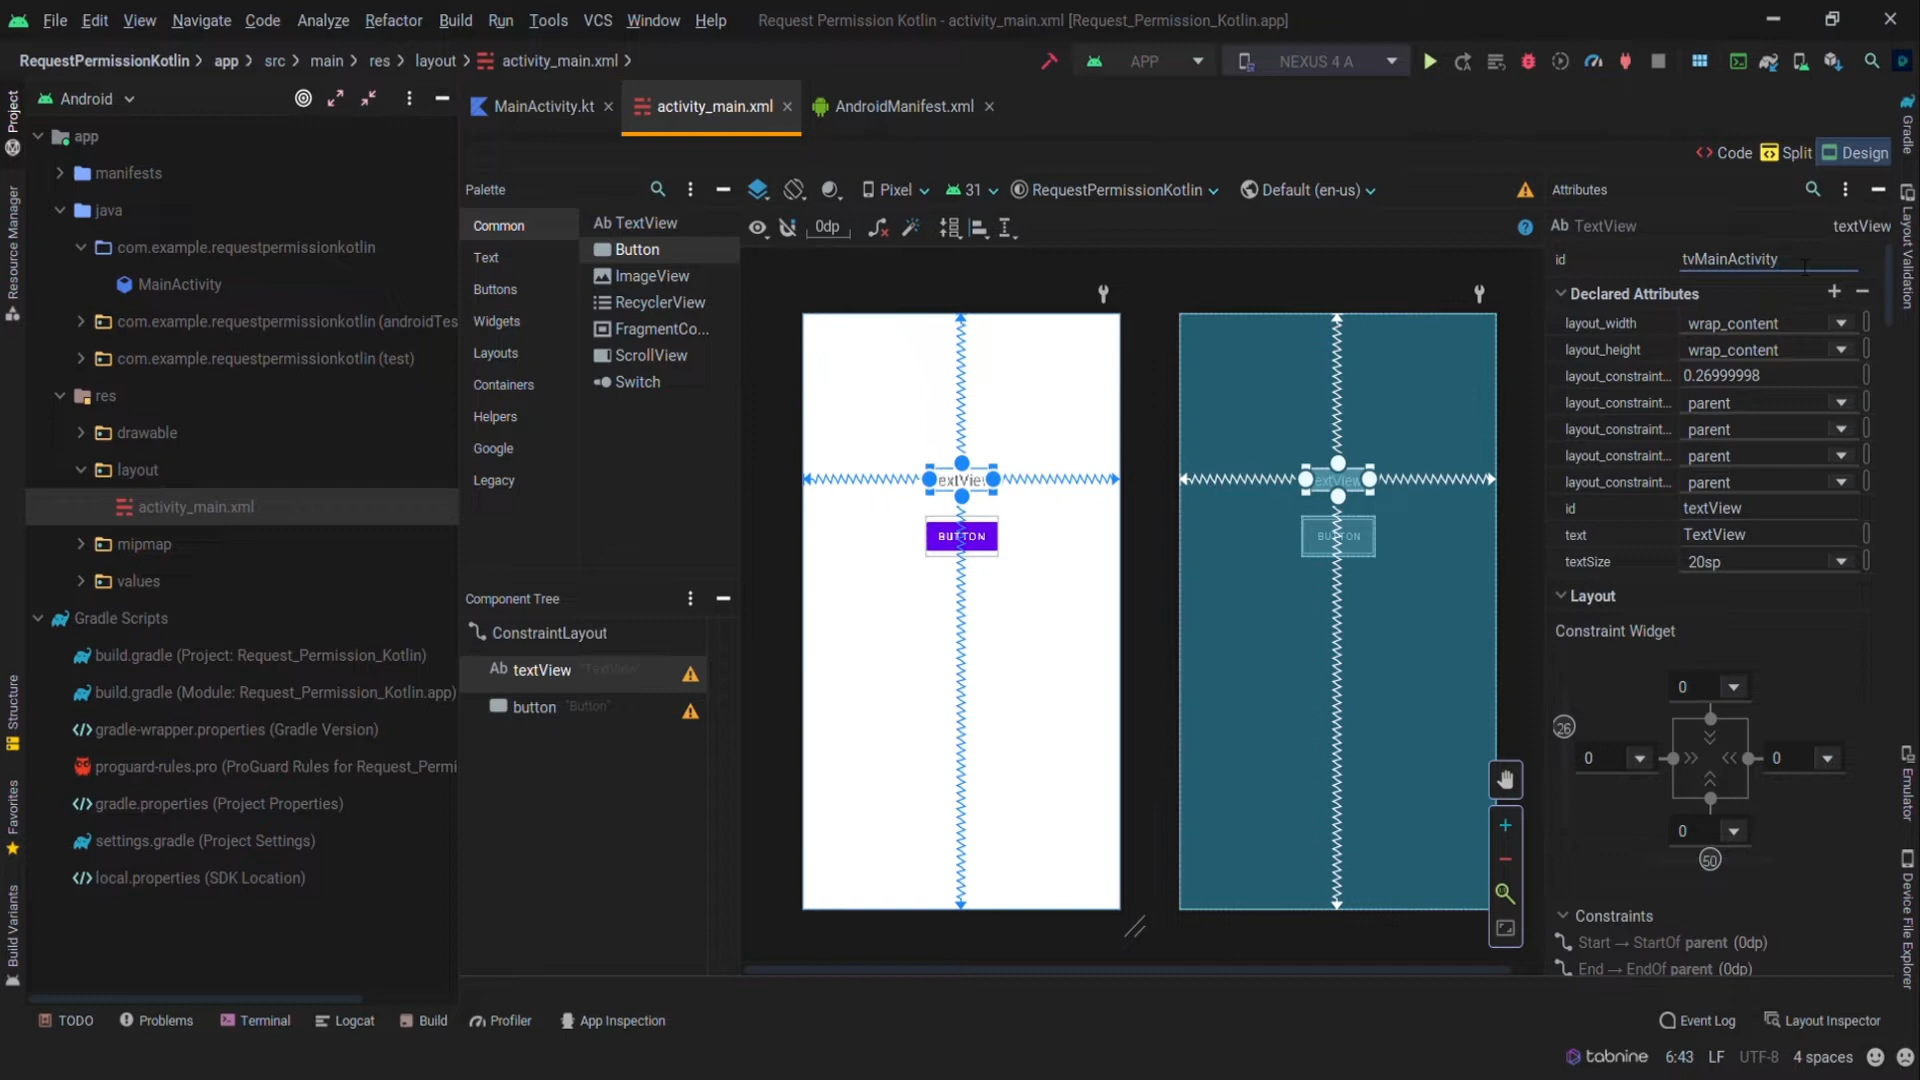 File Edit View Navigate Code Analyze Refactor Build Run Tools VCS Window Help Request Permission Kotlin - activity_main.xml [Request_Permission_Kotlin.app]
RequestPermissionKotlin app src main res layout activity_main.xml APP NEXUS 4 A
Android
MainActivity.kt activity_main.xml AndroidManifest.xml
Code Split Design
Project
Resource Manager
Structure
Favorites
Build Variants
app
manifests
java
com.example.requestpermissionkotlin
MainActivity
com.example.requestpermissionkotlin (androidTes
com.example.requestpermissionkotlin (test)
res
drawable
layout
activity_main.xml
mipmap
values
Gradle Scripts
build.gradle (Project: Request_Permission_Kotlin)
build.gradle (Module: Request_Permission_Kotlin.app)
gradle-wrapper.properties (Gradle Version)
proguard-rules.pro (ProGuard Rules for Request_Permi
gradle.properties (Project Properties)
settings.gradle (Project Settings)
local.properties (SDK Location)
Palette
Common
Text
Buttons
Widgets
Layouts
Containers
Helpers
Google
Legacy
Ab TextView
Button
ImageView
RecyclerView
FragmentCo...
ScrollView
Switch
Component Tree
ConstraintLayout
Ab textView "TextView"
button "Button"
Pixel 31 RequestPermissionKotlin Default (en-us)
0dp
extVie
BUTTON
extView
BUTTON
Attributes
Ab TextView textView
id tvMainActivity
Declared Attributes
layout_width wrap_content
layout_height wrap_content
layout_constraint... 0.26999998
layout_constraint... parent
layout_constraint... parent
layout_constraint... parent
layout_constraint... parent
id textView
text TextView
textSize 20sp
Layout
Constraint Widget
0
26
0 0
0
50
Constraints
Start → StartOf parent (0dp)
End → EndOf parent (0dp)
Gradle
Layout Validation
Emulator
Device File Explorer
TODO Problems Terminal Logcat Build Profiler App Inspection Event Log Layout Inspector
tabnine 6:43 LF UTF-8 4 spaces